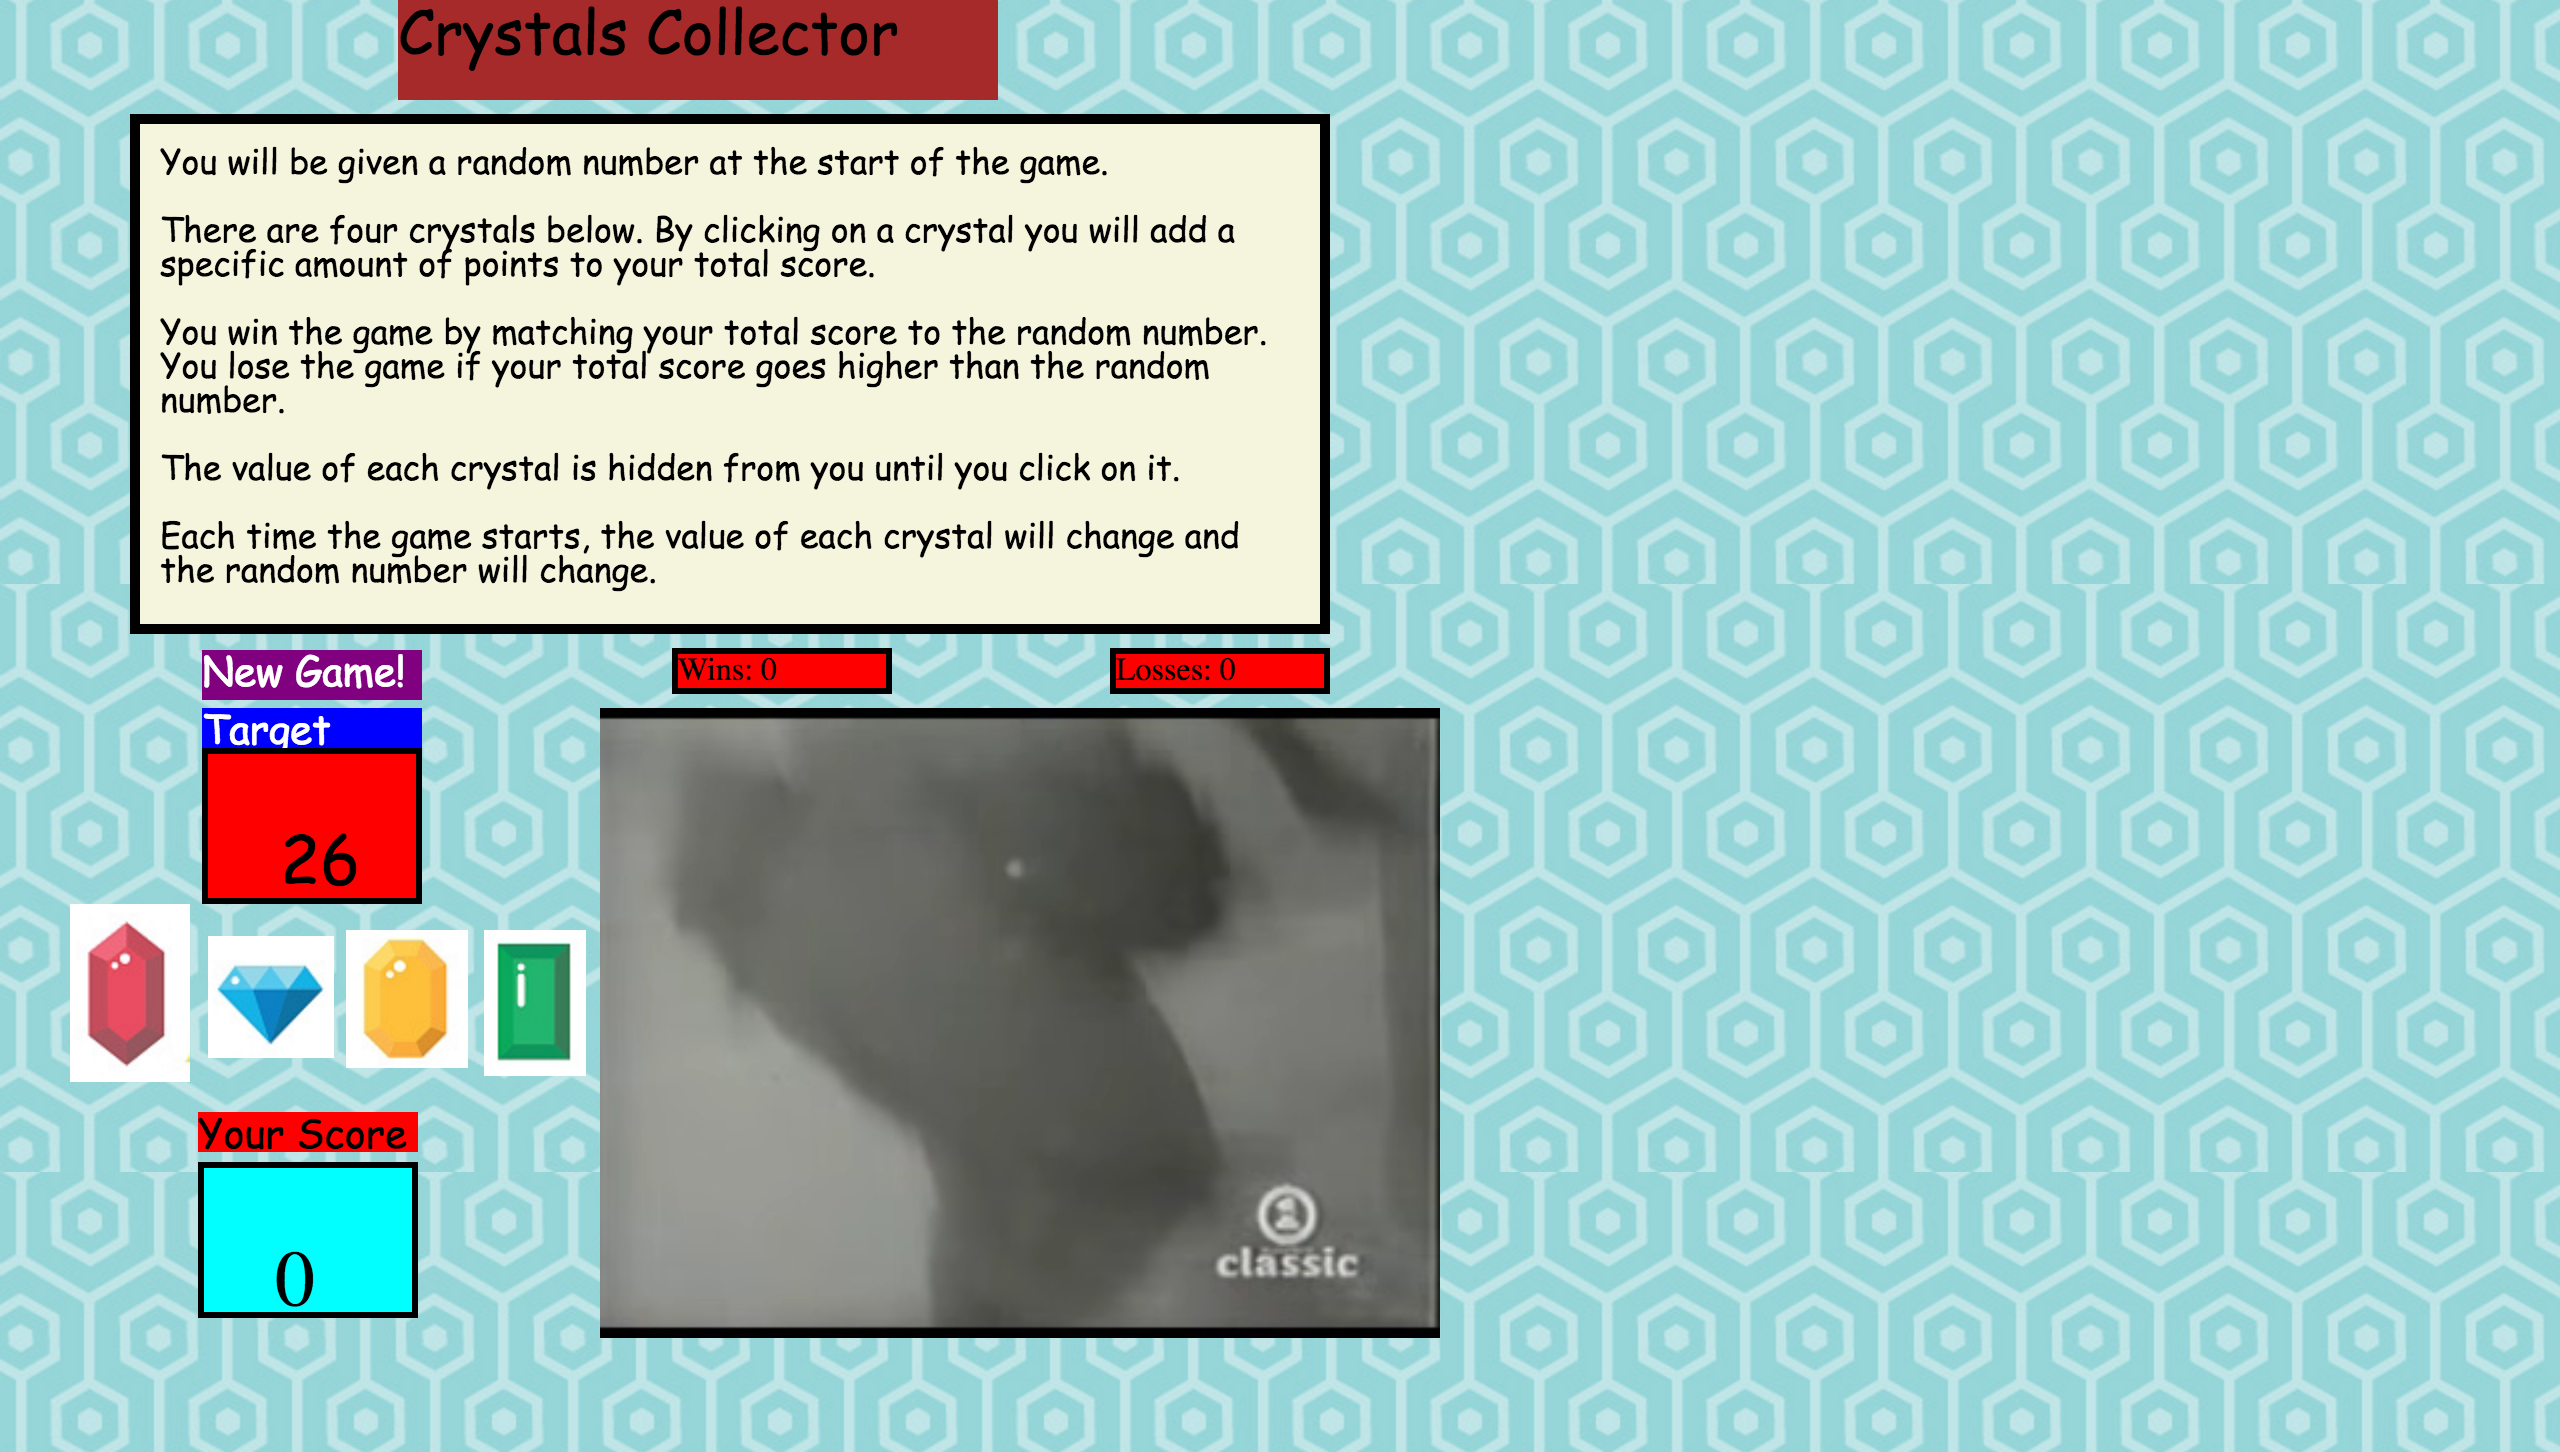 Crystals Collector
You will be given a random number at the start of the game.
There are four crystals below. By clicking on a crystal you will add a
specific amount of points to your total score.
You win the game by matching your total score to the random number.
You lose the game if your total score goes higher than the random
number.
The value of each crystal is hidden from you until you click on it.
Each time the game starts, the value of each crystal will change and
the random number will change.
New Game!
Wins: 0
Losses: 0
Target
26
Your Score
0
classic